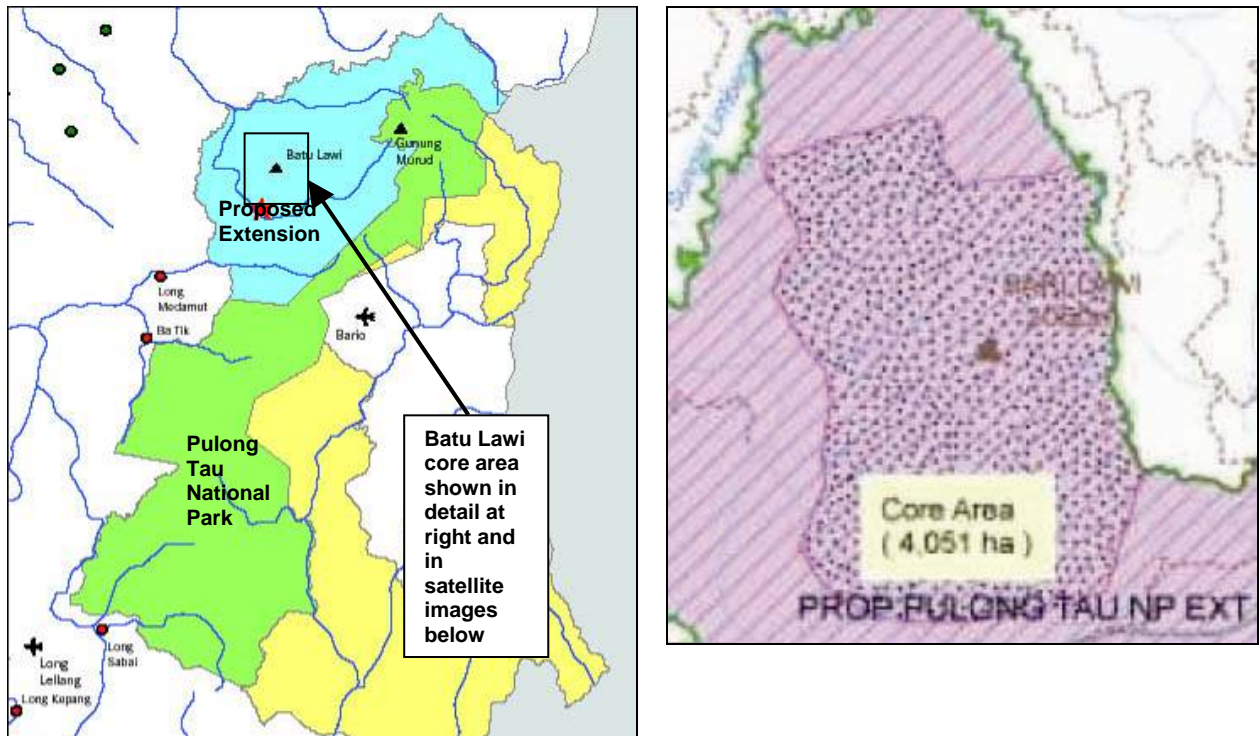 Batu Lawi
Gunung
Murud
Proposed
Extension
Long
Medamut
Ba Tik
Bario
Pulong
Tau
National
Park
Batu Lawi
core area
shown in
detail at
right and
in
satellite
images
below
Long
Sabai
Long
Lellang
Long Kapang
Core Area
( 4,051 ha )
PROP.PULONG TAU NP EXT